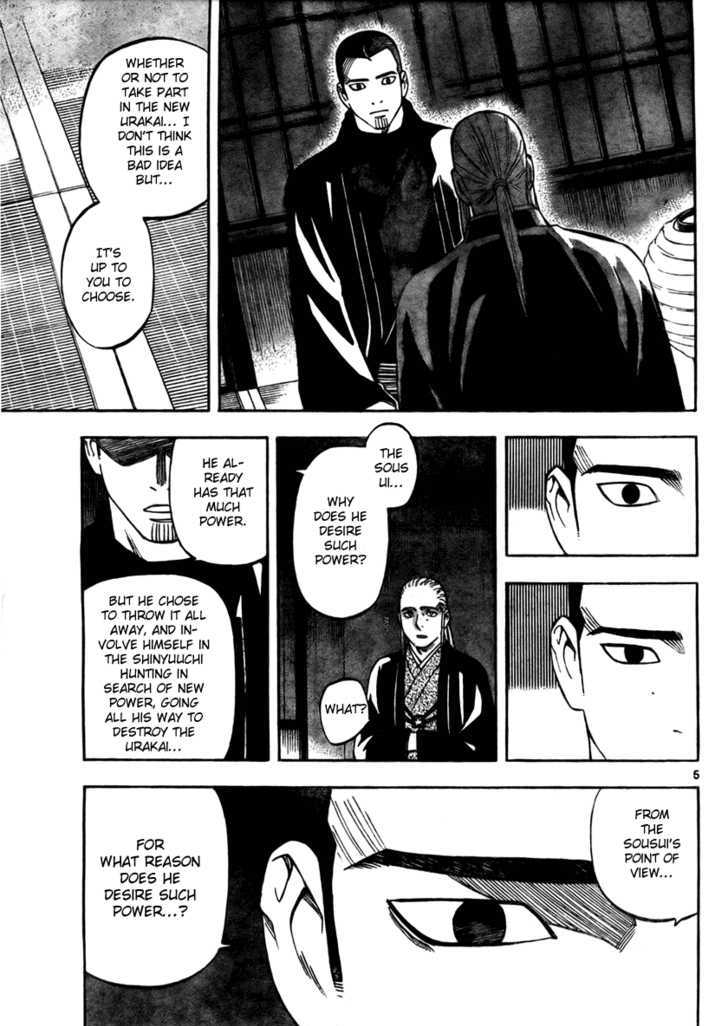 WHETHER
OR NOT TO
TAKE PART
IN THE NEW
URAKAI... I
DON'T THINK
THIS IS A
BAD IDEA
BUT...
IT'S
UP TO
YOU TO
CHOOSE.
THE
SOUS
UI...
WHY
DOES HE
DESIRE
SUCH
POWER?
WHAT?
HE AL-
READY
HAS THAT
MUCH
POWER.
BUT HE CHOSE
TO THROW IT ALL
AWAY, AND IN-
VOLVE HIMSELF IN
THE SHINYUUCHI
HUNTING IN
SEARCH OF NEW
POWER, GOING
ALL HIS WAY TO
DESTROY THE
URAKAI...
5
FROM
THE
SOUSUI'S
POINT OF
VIEW...
FOR
WHAT REASON
DOES HE
DESIRE SUCH
POWER...?